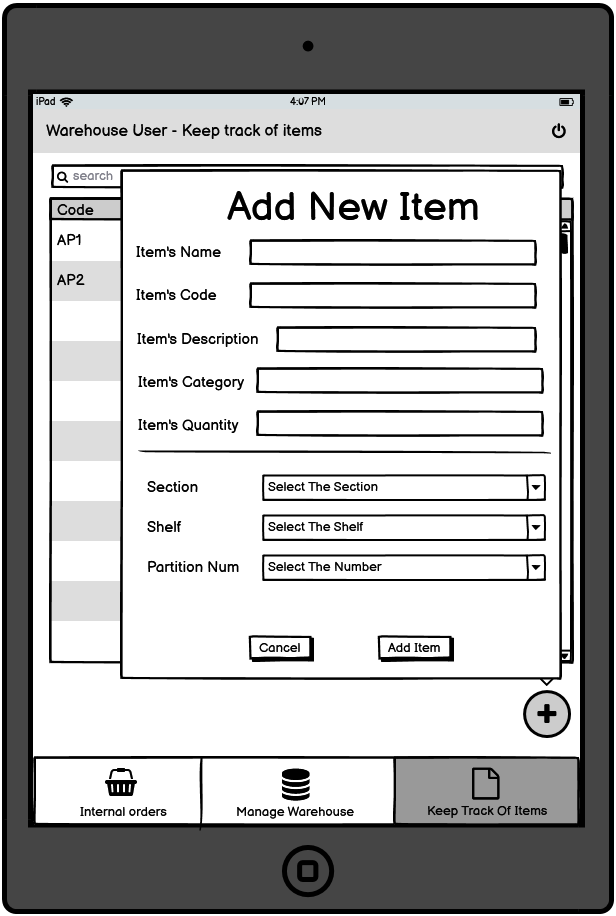 iPad 4:07 PM
Warehouse User - Keep track of items
search
Code
AP1
AP2
Add New Item
Item's Name
Item's Code
Item's Description
Item's Category
Item's Quantity
Section Select The Section
Shelf Select The Shelf
Partition Num Select The Number
Cancel Add Item
Internal orders Manage Warehouse Keep Track Of Items